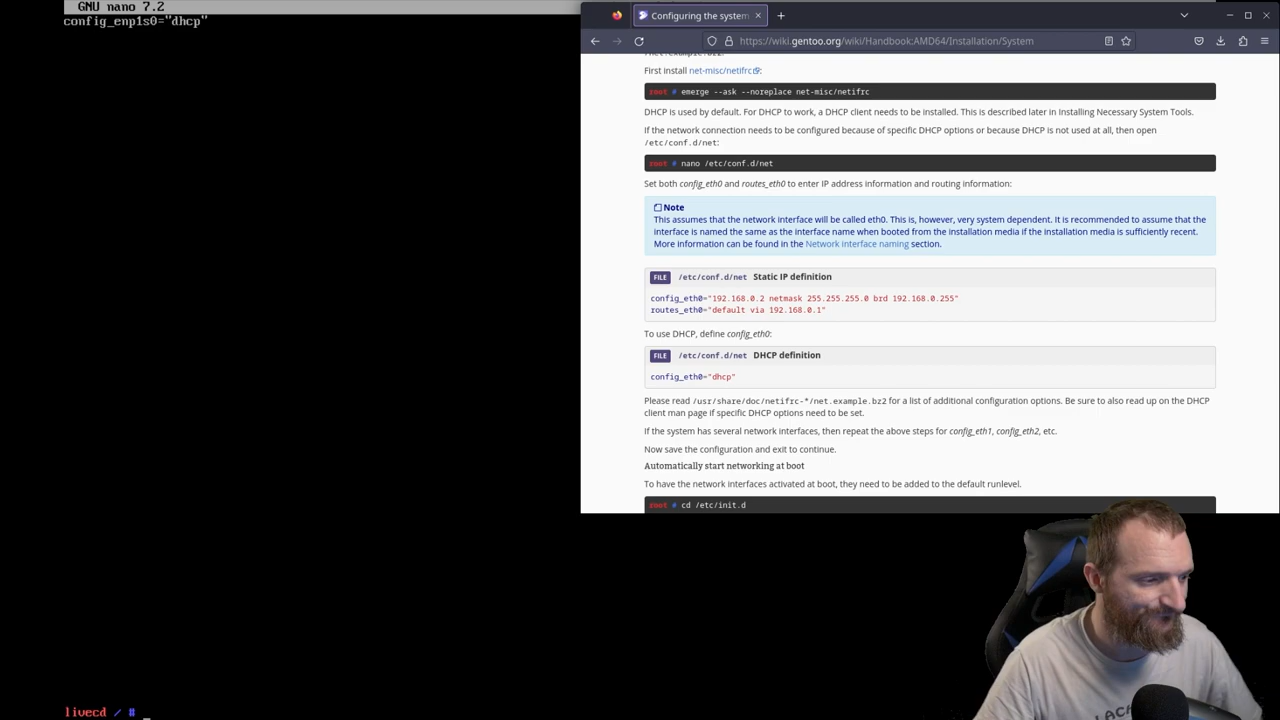 GNU nano 7.2
config_enp1s0="dhcp"
livecd / #
Configuring the system
https://wiki.gentoo.org/wiki/Handbook:AMD64/Installation/System
First install net-misc/netifrc:
root # emerge --ask --noreplace net-misc/netifrc
DHCP is used by default. For DHCP to work, a DHCP client needs to be installed. This is described later in Installing Necessary System Tools.
If the network connection needs to be configured because of specific DHCP options or because DHCP is not used at all, then open
/etc/conf.d/net:
root # nano /etc/conf.d/net
Set both config_eth0 and routes_eth0 to enter IP address information and routing information:
Note
This assumes that the network interface will be called eth0. This is, however, very system dependent. It is recommended to assume that the
interface is named the same as the interface name when booted from the installation media if the installation media is sufficiently recent.
More information can be found in the Network interface naming section.
FILE /etc/conf.d/net Static IP definition
config_eth0="192.168.0.2 netmask 255.255.255.0 brd 192.168.0.255"
routes_eth0="default via 192.168.0.1"
To use DHCP, define config_eth0:
FILE /etc/conf.d/net DHCP definition
config_eth0="dhcp"
Please read /usr/share/doc/netifrc-*/net.example.bz2 for a list of additional configuration options. Be sure to also read up on the DHCP
client man page if specific DHCP options need to be set.
If the system has several network interfaces, then repeat the above steps for config_eth1, config_eth2, etc.
Now save the configuration and exit to continue.
Automatically start networking at boot
To have the network interfaces activated at boot, they need to be added to the default runlevel.
root # cd /etc/init.d